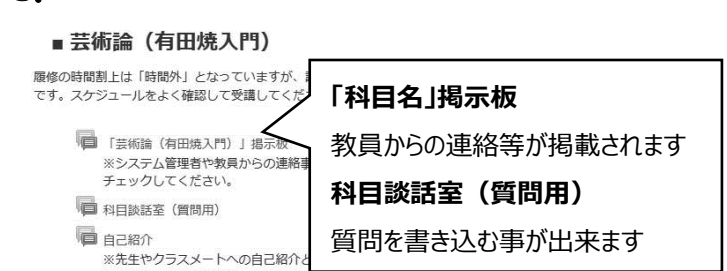 ■ 芸術論（有田焼入門）
履修の時間割上は「時間外」となっていますが、
です。スケジュールをよく確認して受講してくだ
「芸術論（有田焼入門）」掲示板
※システム管理者や教員からの連絡事
チェックしてください。
科目談話室（質問用）
自己紹介
※先生やクラスメートへの自己紹介と
「科目名」掲示板
教員からの連絡等が掲載されます
科目談話室（質問用）
質問を書き込む事が出来ます